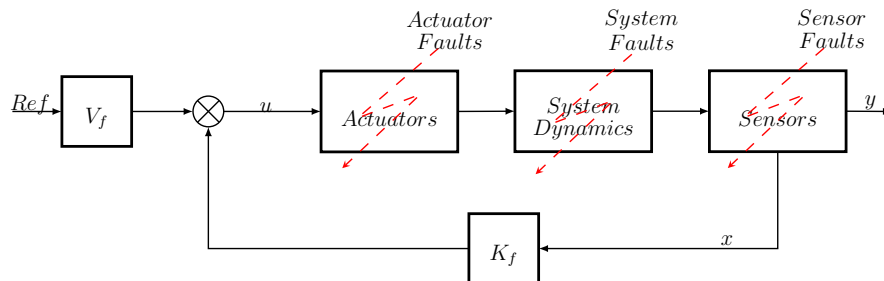 Actuator
Faults
System
Faults
Sensor
Faults
Ref
V_f
u
Actuators
System
Dynamics
Sensors
y
x
K_f